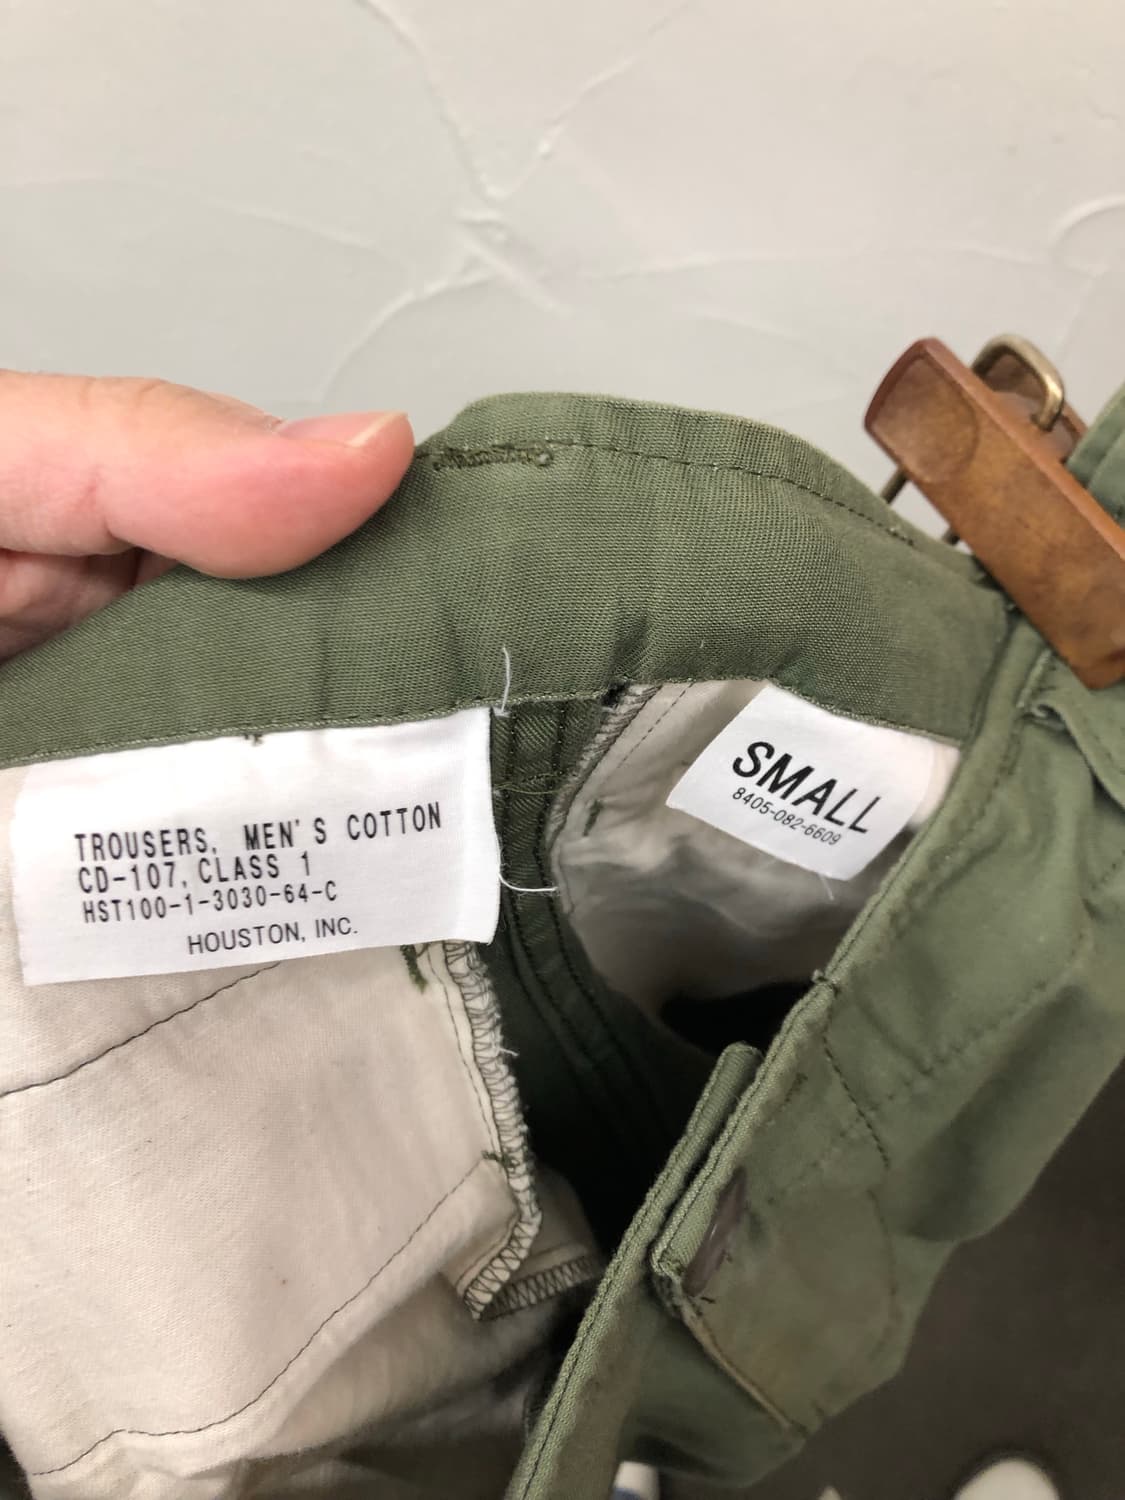 TROUSERS, MEN'S COTTON
CD-107, CLASS 1
HST100-1-3030-64-C
HOUSTON, INC.
SMALL
8405-082-6609